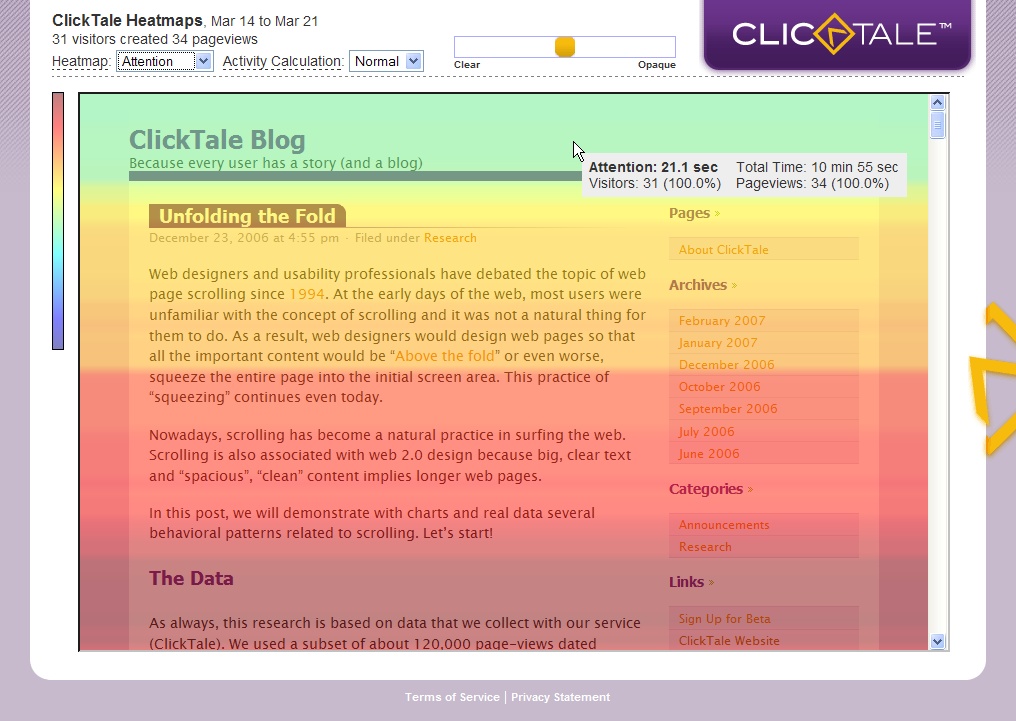 ClickTale Heatmaps, Mar 14 to Mar 21
31 visitors created 34 pageviews
Heatmap: Attention Activity Calculation: Normal
Clear Opaque
CLICKTALE™
ClickTale Blog
Because every user has a story (and a blog)
Attention: 21.1 sec Total Time: 10 min 55 sec
Visitors: 31 (100.0%) Pageviews: 34 (100.0%)
Unfolding the Fold
December 23, 2006 at 4:55 pm · Filed under Research
Web designers and usability professionals have debated the topic of web
page scrolling since 1994. At the early days of the web, most users were
unfamiliar with the concept of scrolling and it was not a natural thing for
them to do. As a result, web designers would design web pages so that
all the important content would be “Above the fold” or even worse,
squeeze the entire page into the initial screen area. This practice of
“squeezing” continues even today.
Nowadays, scrolling has become a natural practice in surfing the web.
Scrolling is also associated with web 2.0 design because big, clear text
and “spacious”, “clean” content implies longer web pages.
In this post, we will demonstrate with charts and real data several
behavioral patterns related to scrolling. Let’s start!
The Data
As always, this research is based on data that we collect with our service
(ClickTale). We used a subset of about 120,000 page-views dated
Pages »
About ClickTale
Archives »
February 2007
January 2007
December 2006
October 2006
September 2006
July 2006
June 2006
Categories »
Announcements
Research
Links »
Sign Up for Beta
ClickTale Website
Terms of Service | Privacy Statement